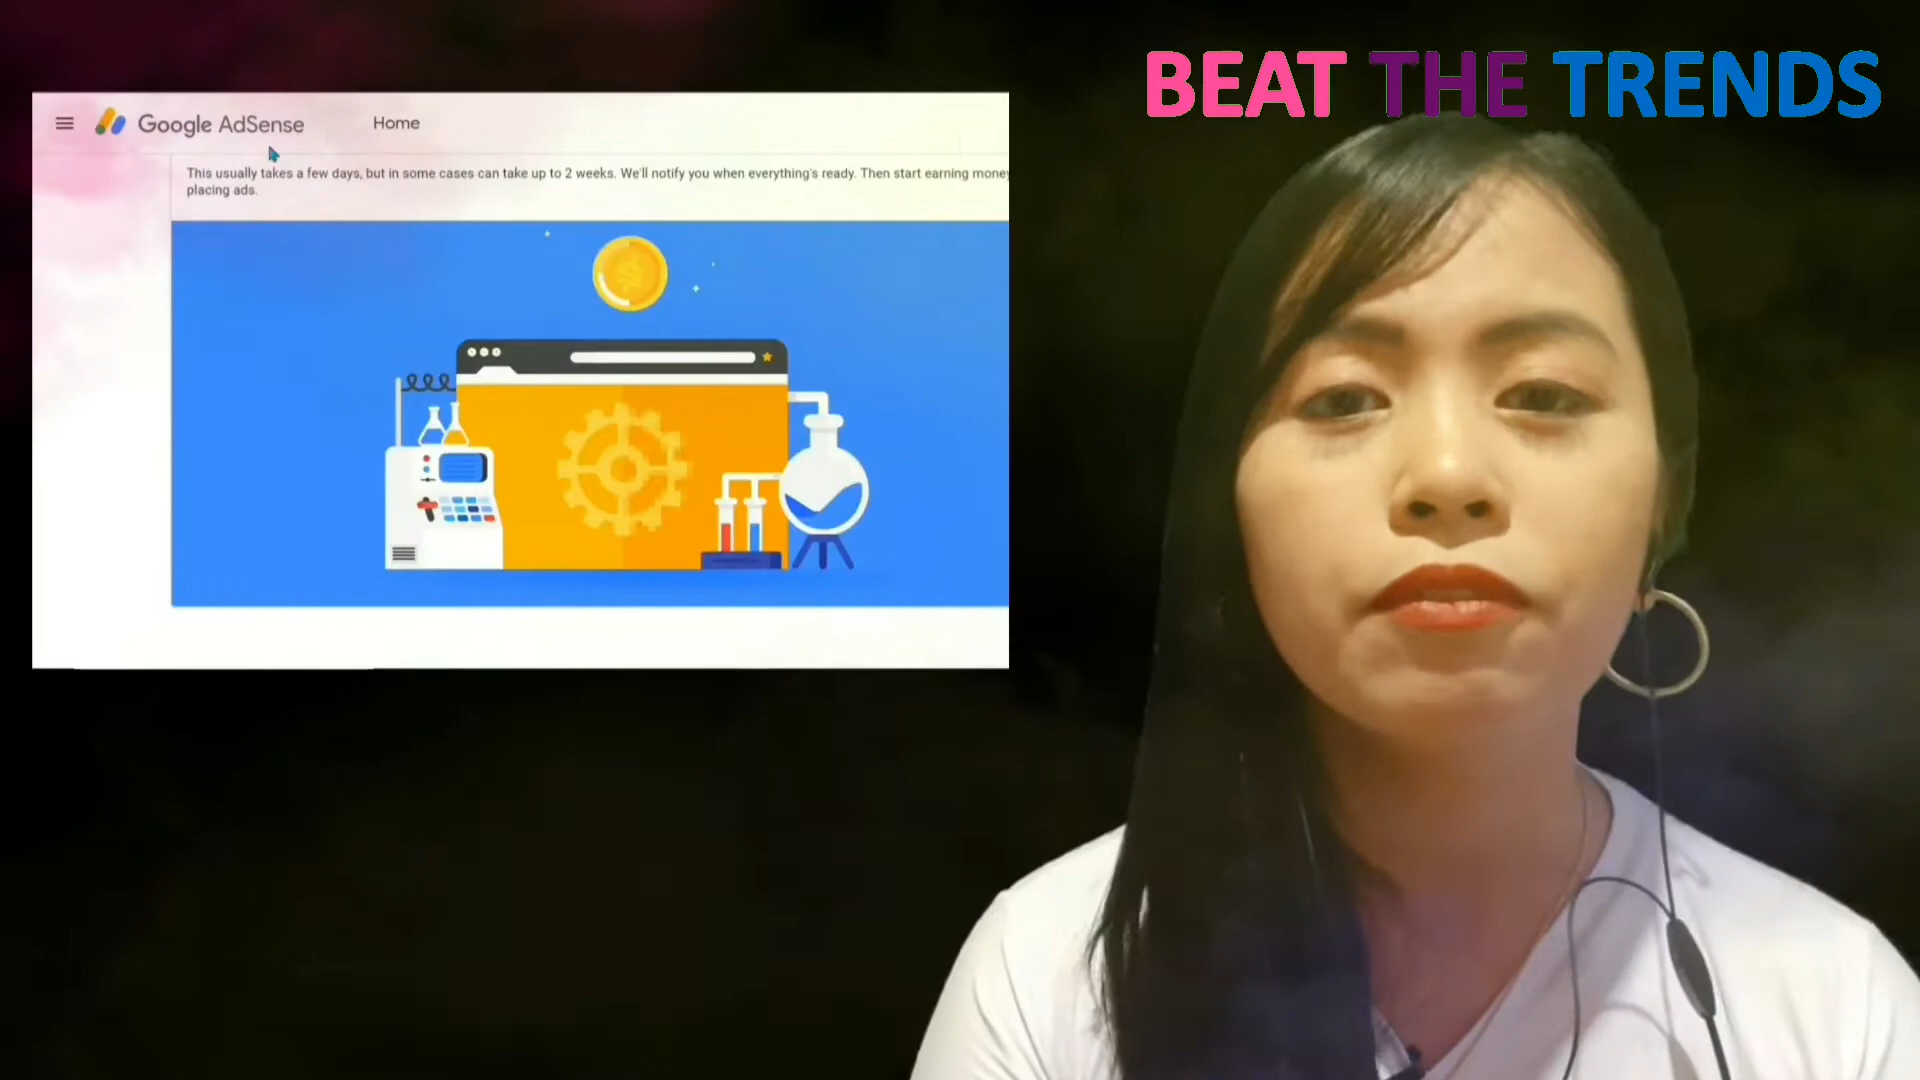 BEAT THE TRENDS
Google AdSense
Home
This usually takes a few days, but in some cases can take up to 2 weeks. We'll notify you when everything's ready. Then start earning money
placing ads.